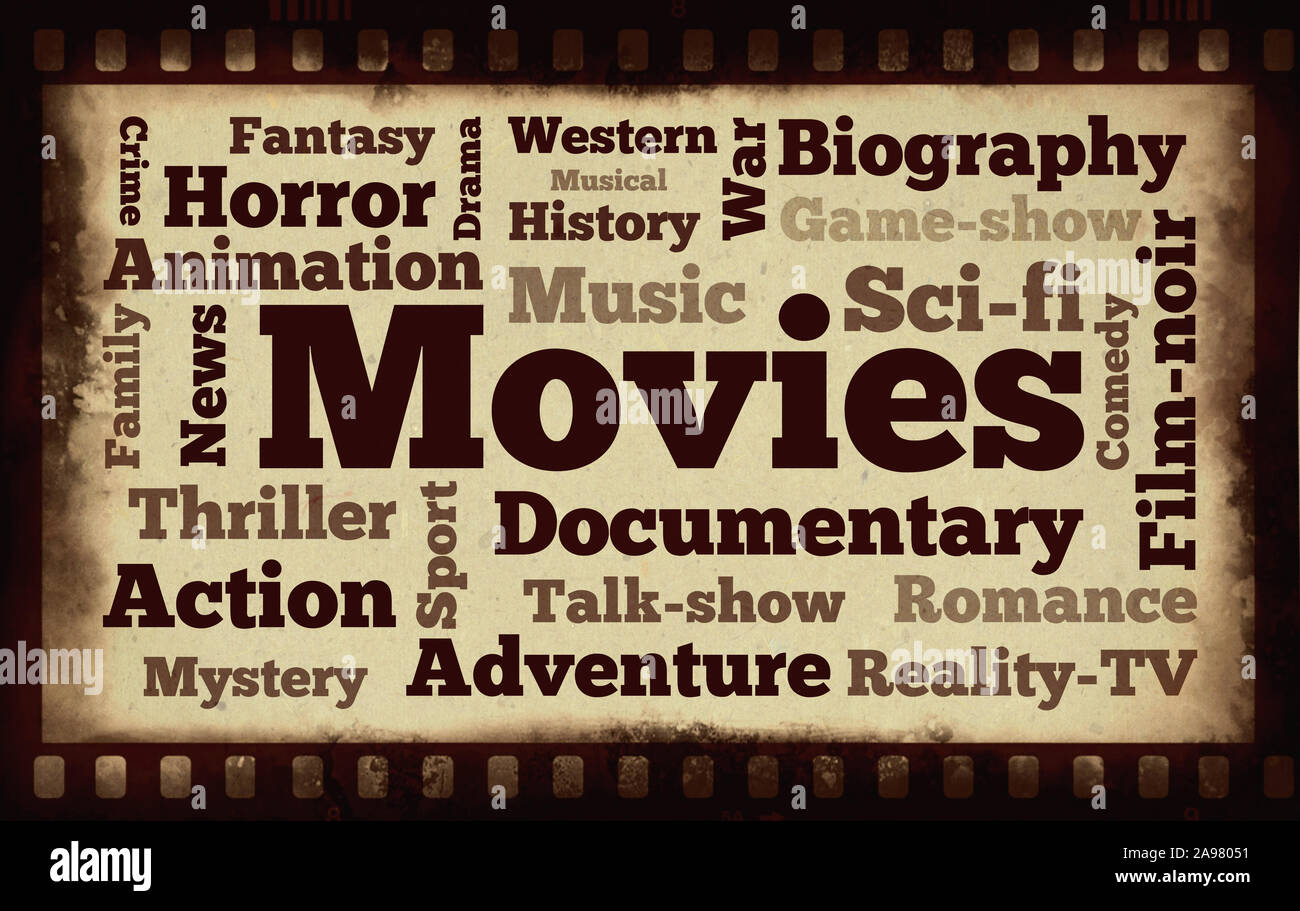 Crime
Fantasy
Drama
Western
War
Biography
Horror
Musical
History
Game-show
Animation
Music
Sci-fi
Film-noir
Family
News
Movies
Comedy
Thriller
Sport
Documentary
Action
Talk-show
Romance
Mystery
Adventure
Reality-TV
alamy
Image ID: 2A98051
www.alamy.com